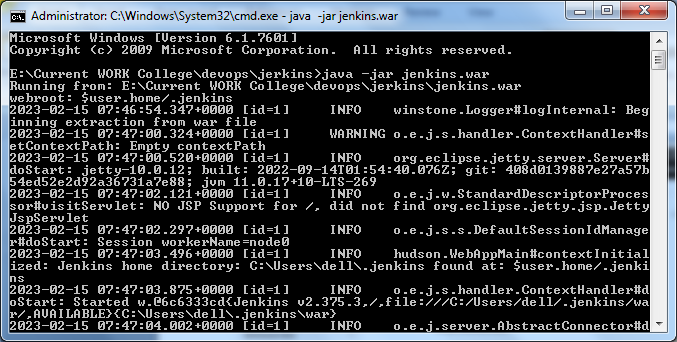 Administrator: C:\Windows\System32\cmd.exe - java -jar jenkins.war
Microsoft Windows [Version 6.1.7601]
Copyright (c) 2009 Microsoft Corporation.  All rights reserved.
E:\Current WORK College\devops\jerkins>java -jar jenkins.war
Running from: E:\Current WORK College\devops\jerkins\jenkins.war
webroot: $user.home/.jenkins
2023-02-15 07:46:54.347+0000 [id=1]     INFO    winstone.Logger#logInternal: Beg
inning extraction from war file
2023-02-15 07:47:00.324+0000 [id=1]     WARNING o.e.j.s.handler.ContextHandler#s
etContextPath: Empty contextPath
2023-02-15 07:47:00.520+0000 [id=1]     INFO    org.eclipse.jetty.server.Server#
doStart: jetty-10.0.12; built: 2022-09-14T01:54:40.076Z; git: 408d0139887e27a57b
54ed52e2d92a36731a7e88; jvm 11.0.17+10-LTS-269
2023-02-15 07:47:02.121+0000 [id=1]     INFO    o.e.j.w.StandardDescriptorProces
sor#visitServlet: NO JSP Support for /, did not find org.eclipse.jetty.jsp.Jetty
JspServlet
2023-02-15 07:47:02.297+0000 [id=1]     INFO    o.e.j.s.s.DefaultSessionIdManage
r#doStart: Session workerName=node0
2023-02-15 07:47:03.496+0000 [id=1]     INFO    hudson.WebAppMain#contextInitial
ized: Jenkins home directory: C:\Users\dell\.jenkins found at: $user.home/.jenki
ns
2023-02-15 07:47:03.875+0000 [id=1]     INFO    o.e.j.s.handler.ContextHandler#d
oStart: Started w.@6c6333cd{Jenkins v2.375.3,/,file:///C:/Users/dell/.jenkins/wa
r/,AVAILABLE}{C:\Users\dell\.jenkins\war}
2023-02-15 07:47:04.002+0000 [id=1]     INFO    o.e.j.server.AbstractConnector#d